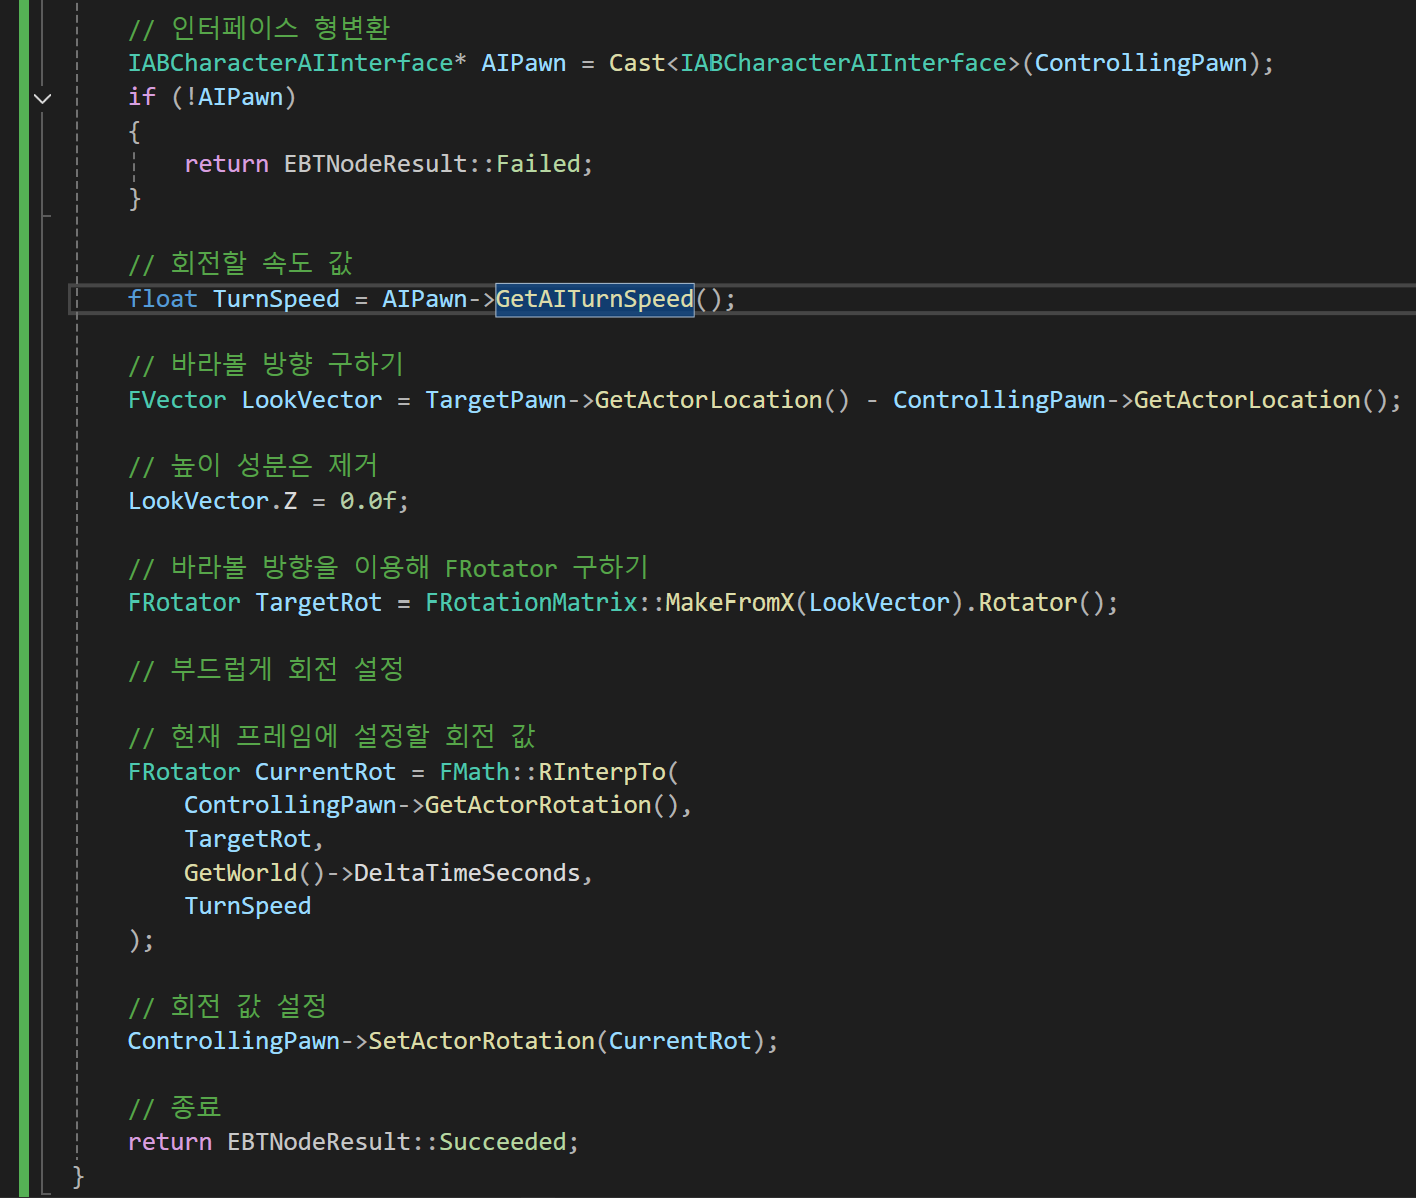 // 인터페이스 형변환
IABCharacterAIInterface* AIPawn = Cast<IABCharacterAIInterface>(ControllingPawn);
if (!AIPawn)
{
    return EBTNodeResult::Failed;
}
// 회전할 속도 값
float TurnSpeed = AIPawn->GetAITurnSpeed();
// 바라볼 방향 구하기
FVector LookVector = TargetPawn->GetActorLocation() - ControllingPawn->GetActorLocation();
// 높이 성분은 제거
LookVector.Z = 0.0f;
// 바라볼 방향을 이용해 FRotator 구하기
FRotator TargetRot = FRotationMatrix::MakeFromX(LookVector).Rotator();
// 부드럽게 회전 설정
// 현재 프레임에 설정할 회전 값
FRotator CurrentRot = FMath::RInterpTo(
    ControllingPawn->GetActorRotation(),
    TargetRot,
    GetWorld()->DeltaTimeSeconds,
    TurnSpeed
);
// 회전 값 설정
ControllingPawn->SetActorRotation(CurrentRot);
// 종료
return EBTNodeResult::Succeeded;
}